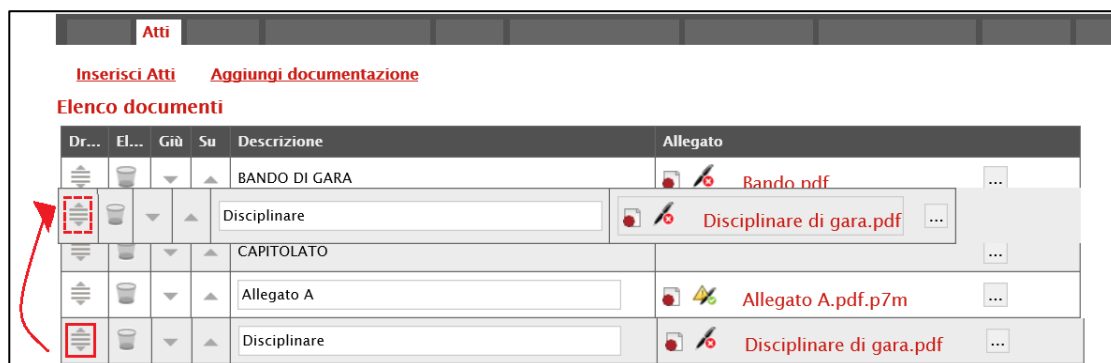 Atti
Inserisci Atti Aggiungi documentazione
Elenco documenti
Dr... El... Giù Su Descrizione Allegato
BANDO DI GARA Bando.pdf ...
Disciplinare Disciplinare di gara.pdf ...
CAPITOLATO ...
Allegato A Allegato A.pdf.p7m ...
Disciplinare Disciplinare di gara.pdf ...